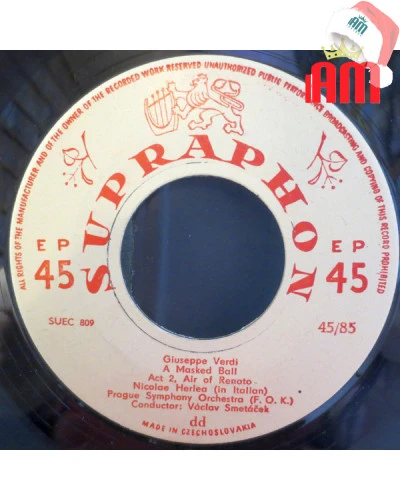 IAM
IAM
ALL RIGHTS OF THE MANUFACTURER AND OF THE OWNER OF THE RECORDED WORK RESERVED UNAUTHORIZED PUBLIC PERFORMANCE BROADCASTING AND COPYING OF THIS RECORD PROHIBITED
SUPRAPHON
EP
45
EP
45
SUEC 809
45/85
Giuseppe Verdi
A Masked Ball
Act 2, Air of Renato
Nicolae Herlea (in Italian)
Prague Symphony Orchestra (F. O. K.)
Conductor: Václav Smetáček
dd
MADE IN CZECHOSLOVAKIA